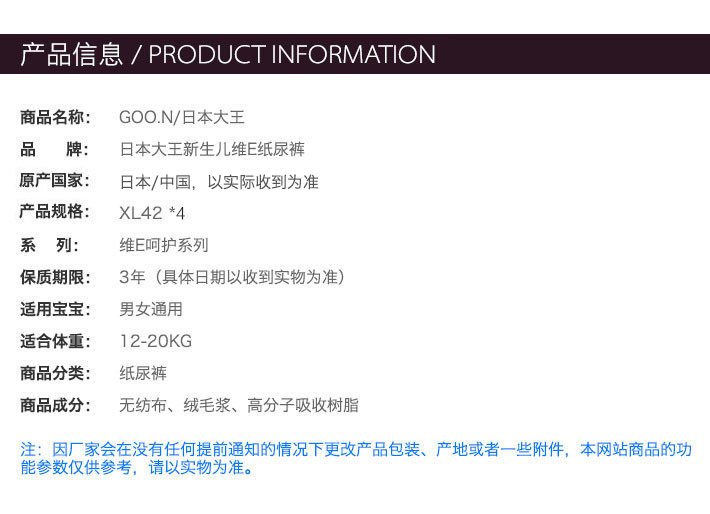 产品信息 / PRODUCT INFORMATION
商品名称： GOO.N/日本大王
品 牌： 日本大王新生儿维E纸尿裤
原产国家： 日本/中国，以实际收到为准
产品规格： XL42 *4
系 列： 维E呵护系列
保质期限： 3年（具体日期以收到实物为准）
适用宝宝： 男女通用
适合体重： 12-20KG
商品分类： 纸尿裤
商品成分： 无纺布、绒毛浆、高分子吸收树脂
注：因厂家会在没有任何提前通知的情况下更改产品包装、产地或者一些附件，本网站商品的功
能参数仅供参考，请以实物为准。